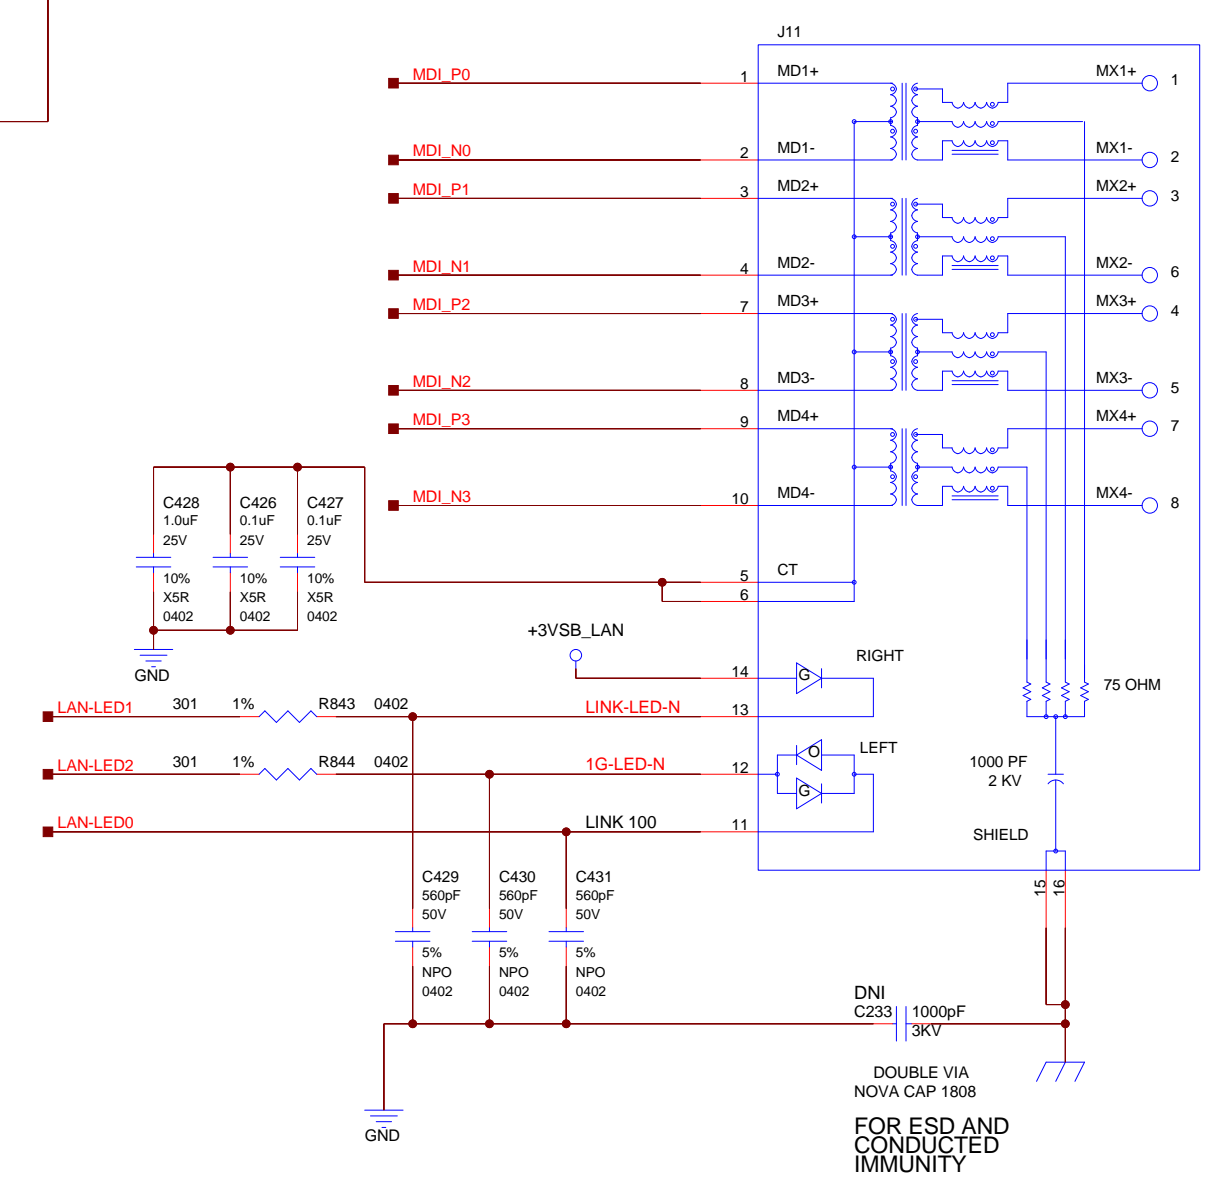 J11
MDI_P0 1 MD1+ MX1+ 1
MDI_N0 2 MD1- MX1- 2
MDI_P1 3 MD2+ MX2+ 3
MDI_N1 4 MD2- MX2- 6
MDI_P2 7 MD3+ MX3+ 4
MDI_N2 8 MD3- MX3- 5
MDI_P3 9 MD4+ MX4+ 7
MDI_N3 10 MD4- MX4- 8
C428 C426 C427
1.0uF 0.1uF 0.1uF
25V 25V 25V
10% 10% 10%
X5R X5R X5R
0402 0402 0402
GND
5 CT
6
+3VSB_LAN
14 G RIGHT
75 OHM
LAN-LED1 301 1% R843 0402 LINK-LED-N 13
O LEFT
LAN-LED2 301 1% R844 0402 1G-LED-N 12
G
1000 PF
2 KV
LAN-LED0 LINK 100 11
SHIELD
15 16
C429 C430 C431
560pF 560pF 560pF
50V 50V 50V
5% 5% 5%
NPO NPO NPO
0402 0402 0402
DNI
C233 1000pF
3KV
GND
DOUBLE VIA
NOVA CAP 1808
FOR ESD AND
CONDUCTED
IMMUNITY